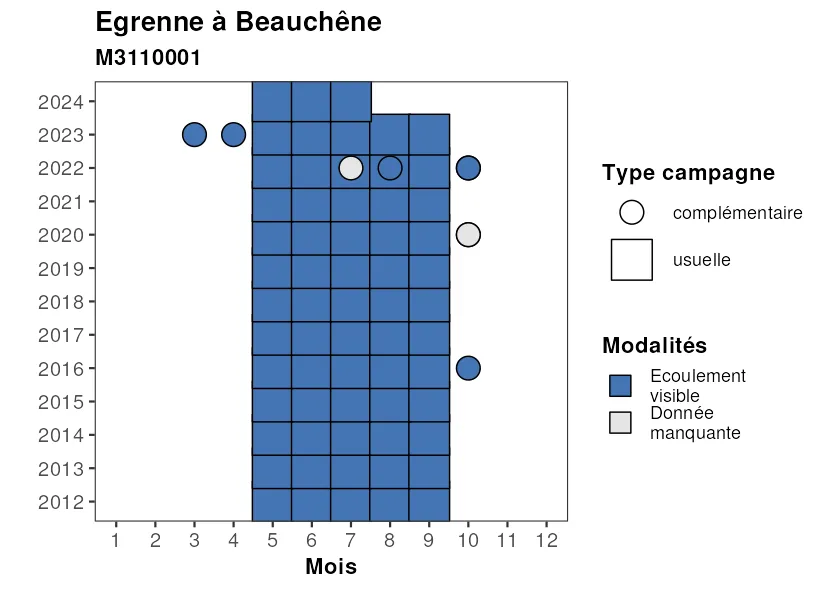 Egrenne à Beauchêne
M3110001
2024
2023
2022
2021
2020
2019
2018
2017
2016
2015
2014
2013
2012
1 2 3 4 5 6 7 8 9 10 11 12
Mois
Type campagne
complémentaire
usuelle
Modalités
Ecoulement
visible
Donnée
manquante